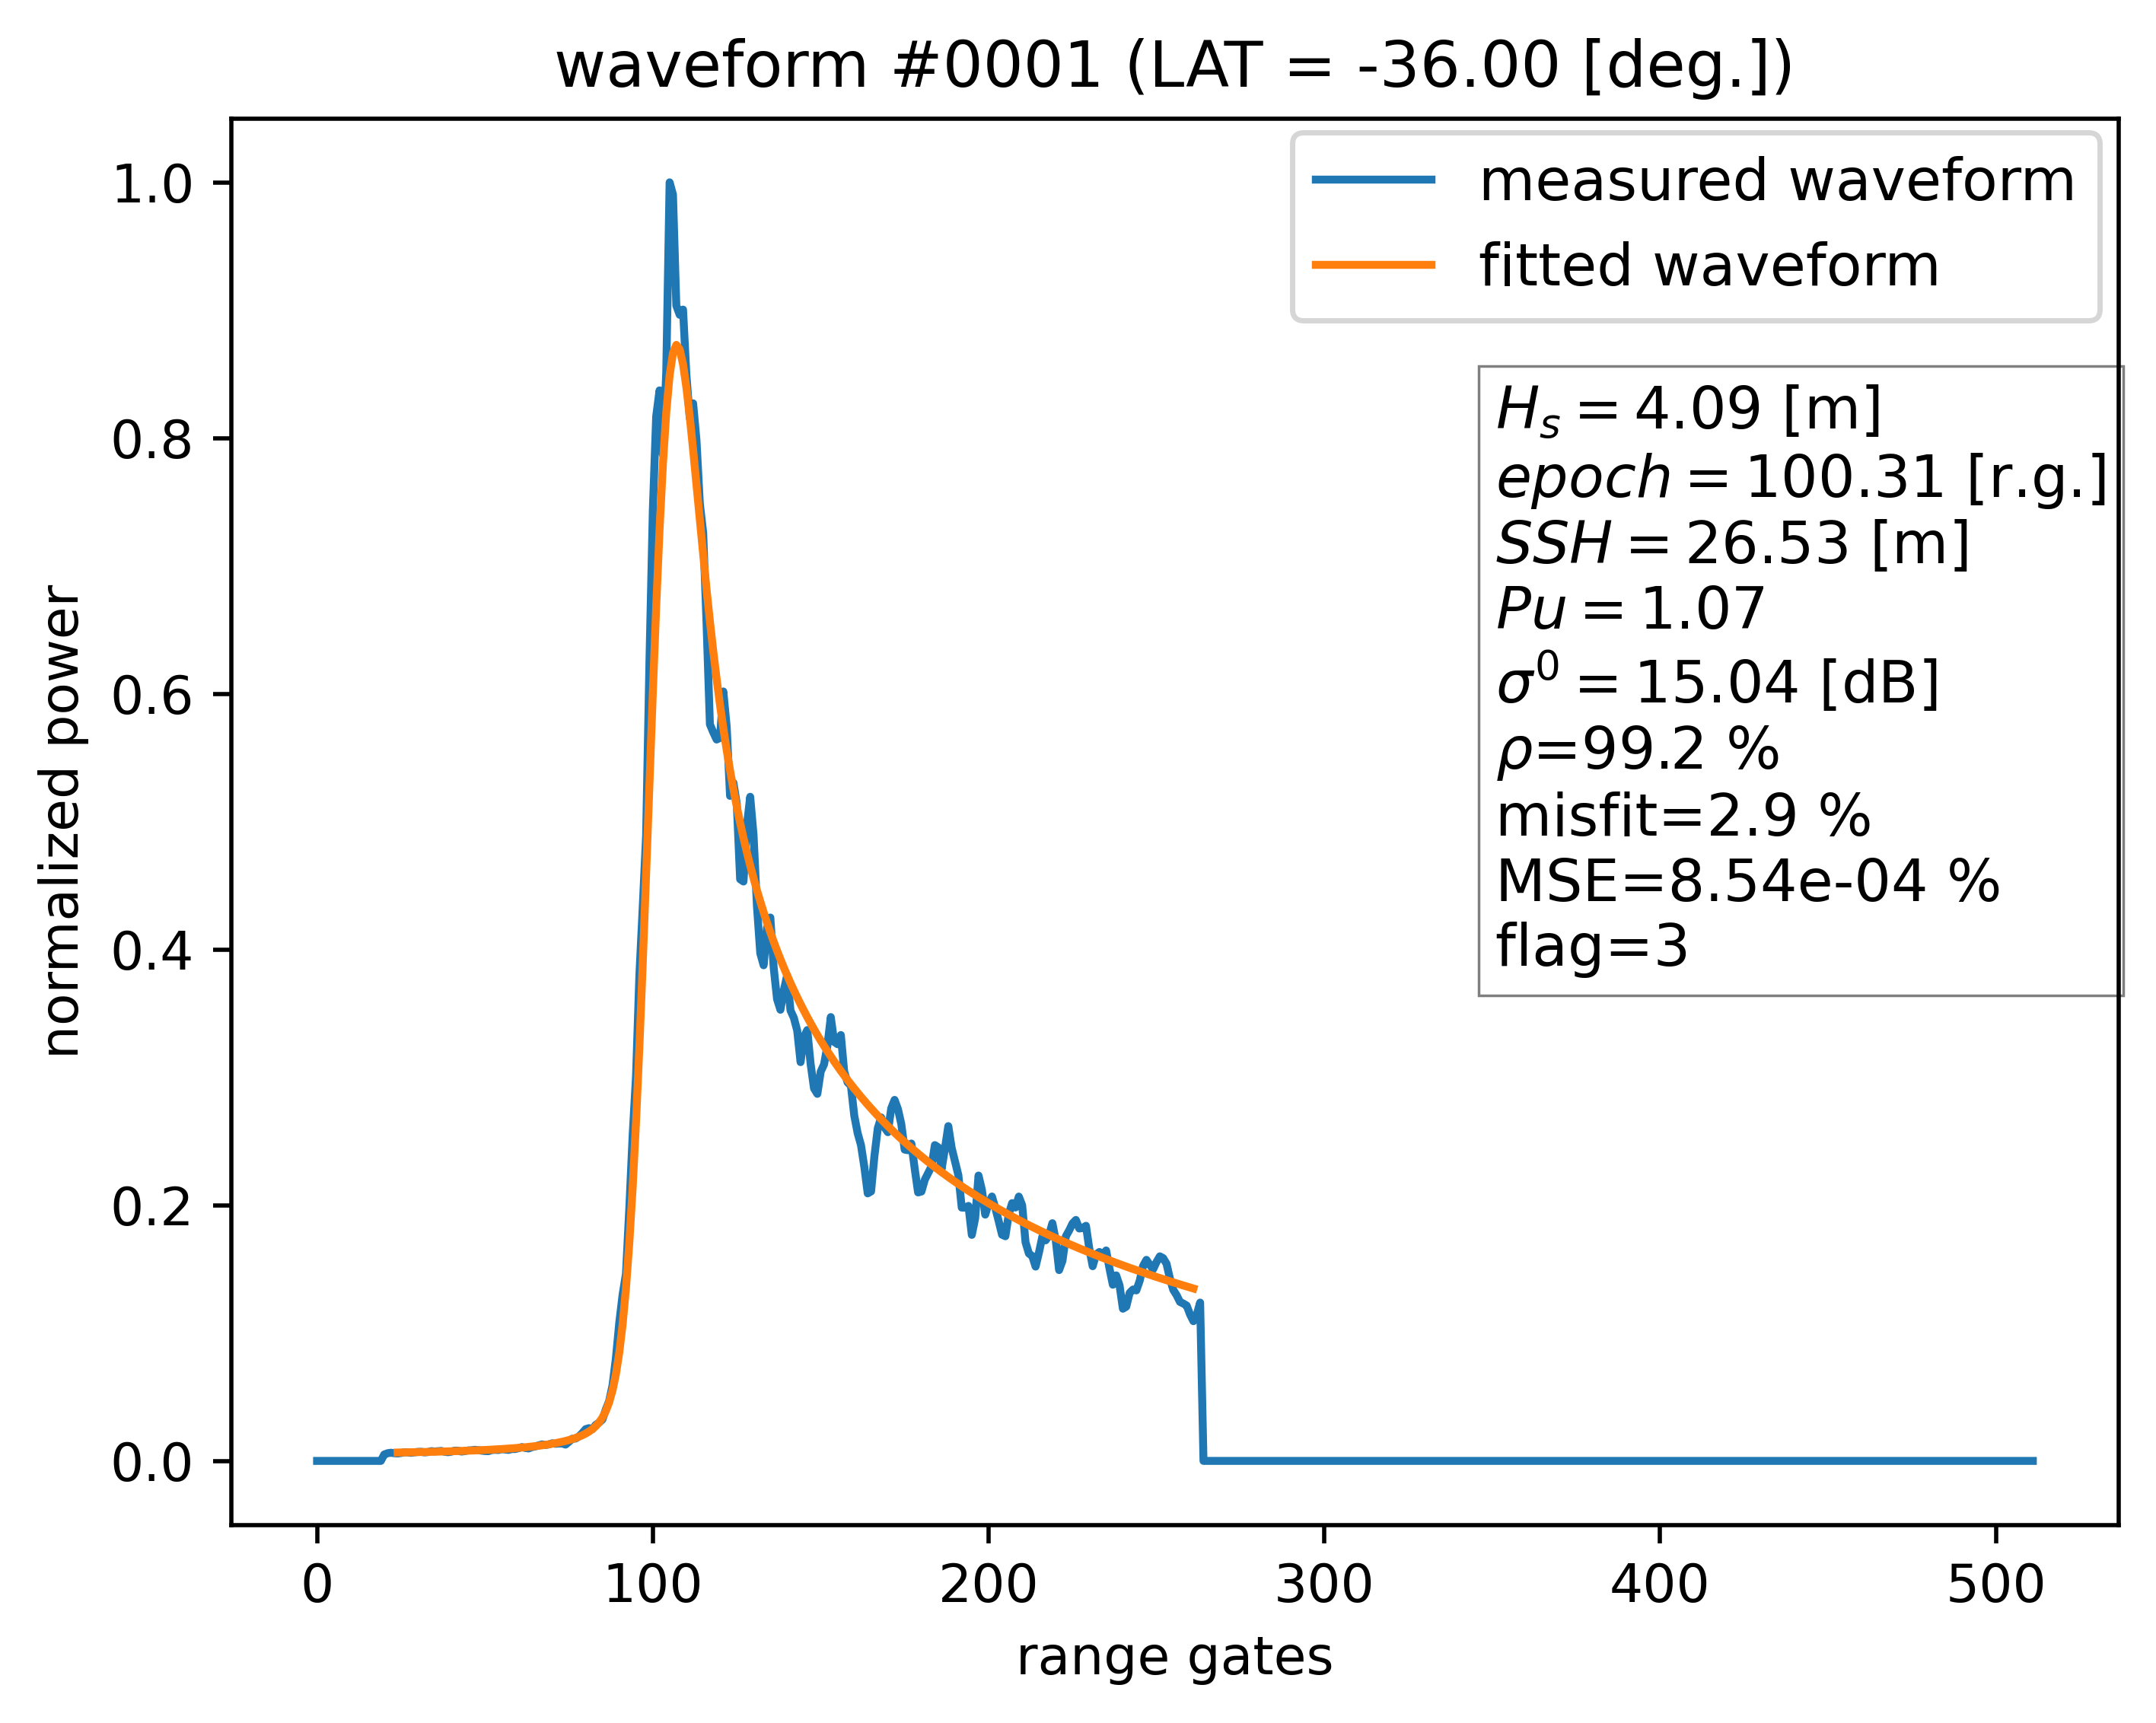 waveform #0001 (LAT = -36.00 [deg.])
measured waveform
fitted waveform
H_s = 4.09 [m]
epoch = 100.31 [r.g.]
SSH = 26.53 [m]
Pu = 1.07
σ⁰ = 15.04 [dB]
ρ=99.2 %
misfit=2.9 %
MSE=8.54e-04 %
flag=3
normalized power
1.0
0.8
0.6
0.4
0.2
0.0
0 100 200 300 400 500
range gates